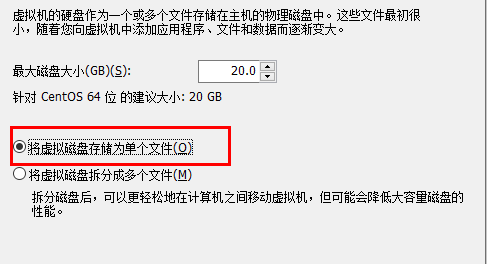 虚拟机的硬盘作为一个或多个文件存储在主机的物理磁盘中。这些文件最初很
小，随着您向虚拟机中添加应用程序、文件和数据而逐渐变大。
最大磁盘大小(GB)(S): 20.0
针对 CentOS 64 位 的建议大小: 20 GB
将虚拟磁盘存储为单个文件(O)
将虚拟磁盘拆分成多个文件(M)
拆分磁盘后，可以更轻松地在计算机之间移动虚拟机，但可能会降低大容量磁盘的
性能。